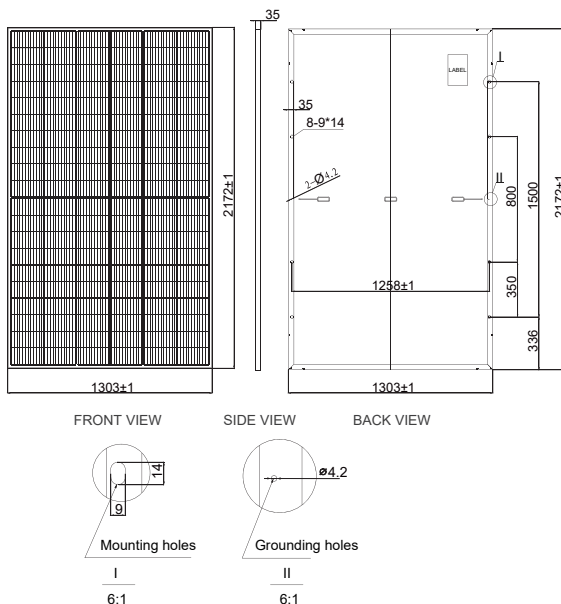 35
2172±1
1303±1
LABEL
I
35
8-9*14
2-Ø4.2
II
800
1500
2172±1
1258±1
350
336
1303±1
FRONT VIEW
SIDE VIEW
BACK VIEW
14
9
Mounting holes
I
6:1
ø4.2
Grounding holes
II
6:1